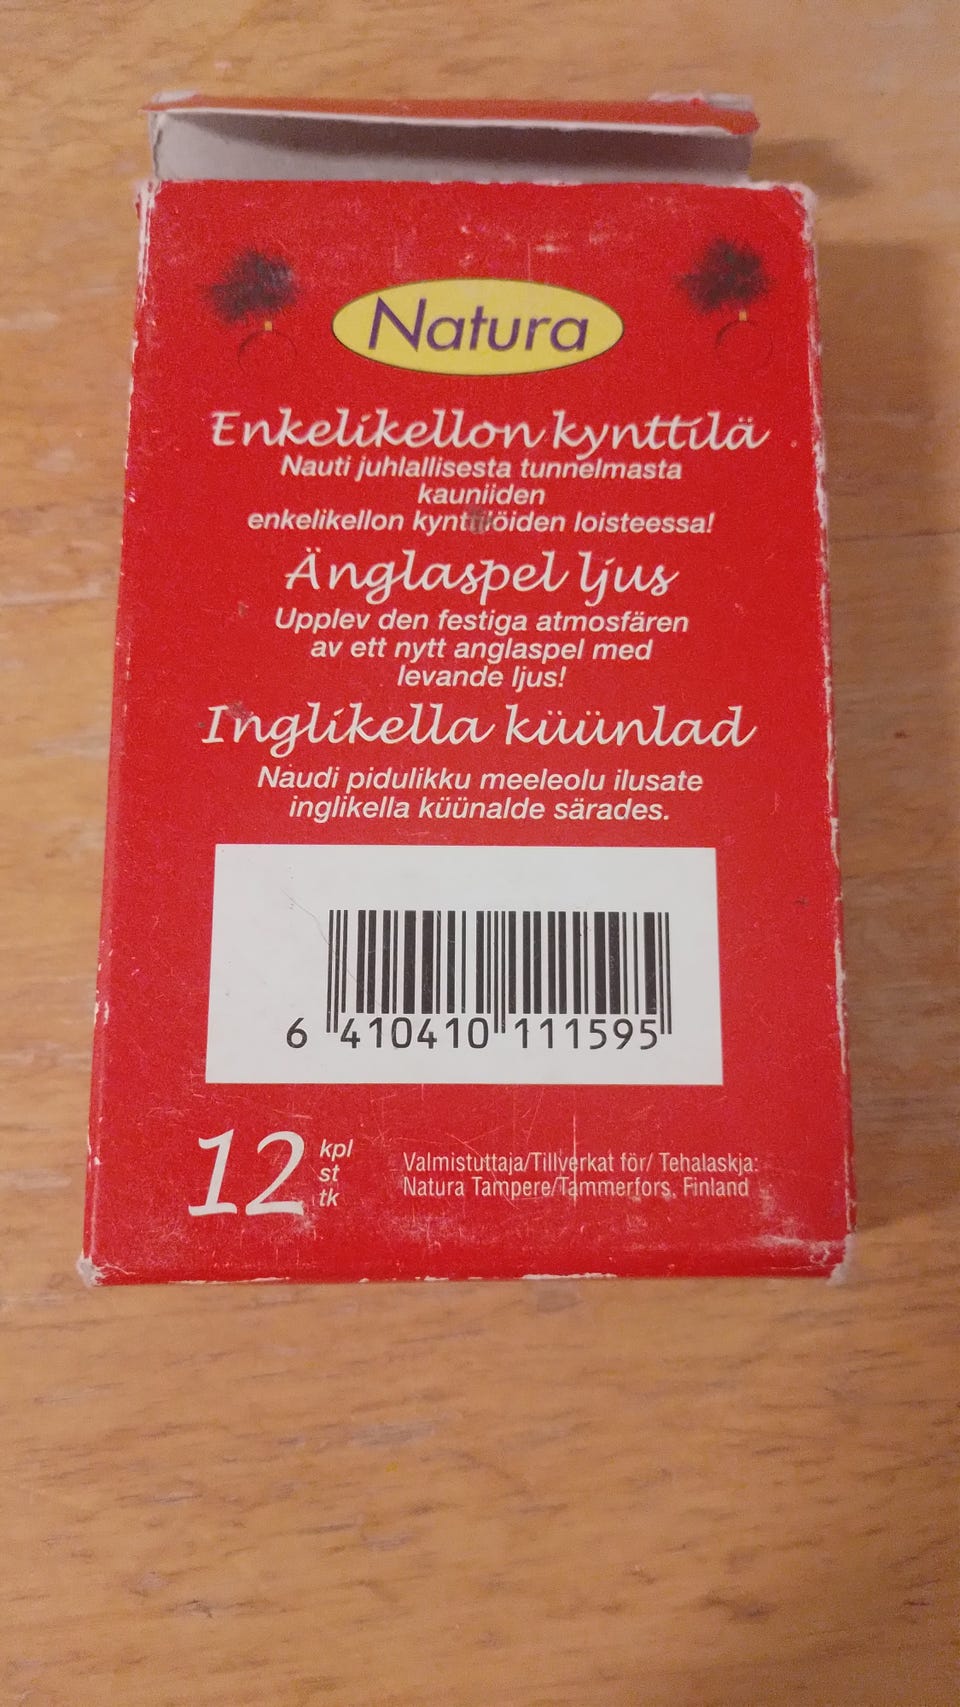 Natura
Enkelikellon kynttilä
Nauti juhlallisesta tunnelmasta
kauniiden
enkelikellon kynttilöiden loisteessa!
Änglaspel ljus
Upplev den festiga atmosfären
av ett nytt anglaspel med
levande ljus!
Inglikella küünlad
Naudi pidulikku meeleolu ilusate
inglikella küünalde särades.
6 410410 111595
12 kpl
st
tk
Valmistuttaja/Tillverkat för/ Tehalaskja:
Natura Tampere/Tammerfors, Finland